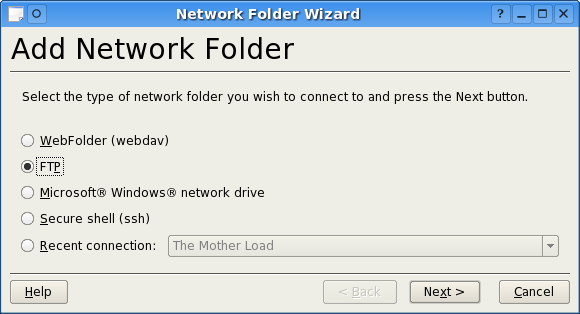 Network Folder Wizard
Add Network Folder
Select the type of network folder you wish to connect to and press the Next button.
WebFolder (webdav)
FTP
Microsoft® Windows® network drive
Secure shell (ssh)
Recent connection: The Mother Load
Help < Back Next > Cancel